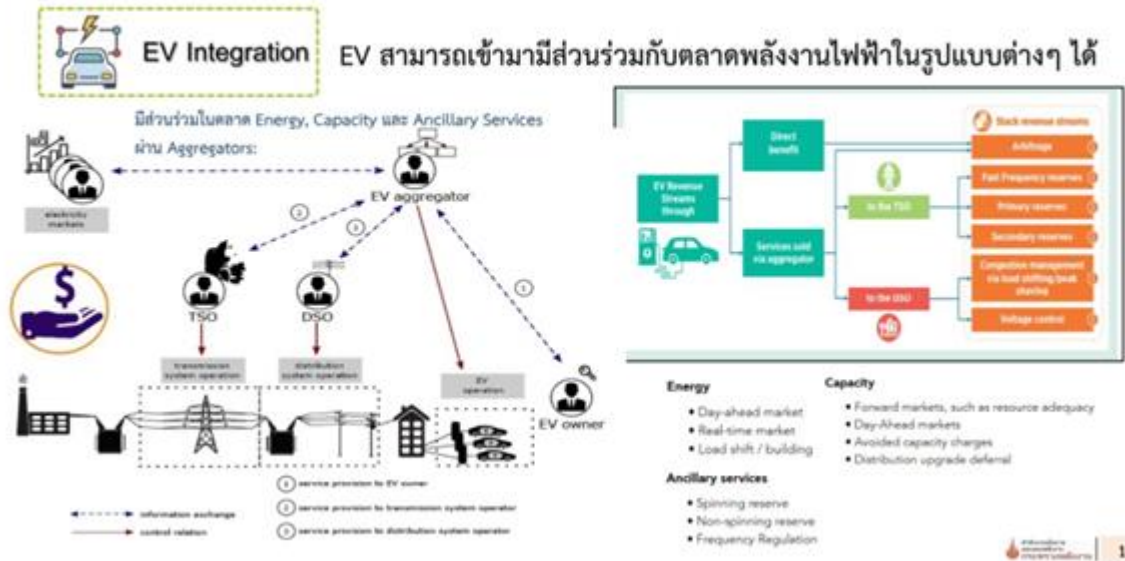 EV Integration
EV สามารถเข้ามามีส่วนร่วมกับตลาดพลังงานไฟฟ้าในรูปแบบต่างๆ ได้
มีส่วนร่วมในตลาด Energy, Capacity และ Ancillary Services
ผ่าน Aggregators:
EV aggregator
electricity
markets
2
3
1
TSO
DSO
transmission
system operation
distribution
system operation
EV
operation
EV owner
1 service provision to EV owner
2 service provision to transmission system operator
3 service provision to distribution system operator
information exchange
control relation
Stack revenue streams
Direct
benefit
Arbitrage
EV Revenue
Streams
through
Fast Frequency reserves
to the TSO
Primary reserves
Services sold
via aggregator
Secondary reserves
Congestion management
via load shifting/peak
shaving
to the DSO
Voltage control
Energy
• Day-ahead market
• Real-time market
• Load shift / building
Ancillary services
• Spinning reserve
• Non-spinning reserve
• Frequency Regulation
Capacity
• Forward markets, such as resource adequacy
• Day-Ahead markets
• Avoided capacity charges
• Distribution upgrade deferral
1